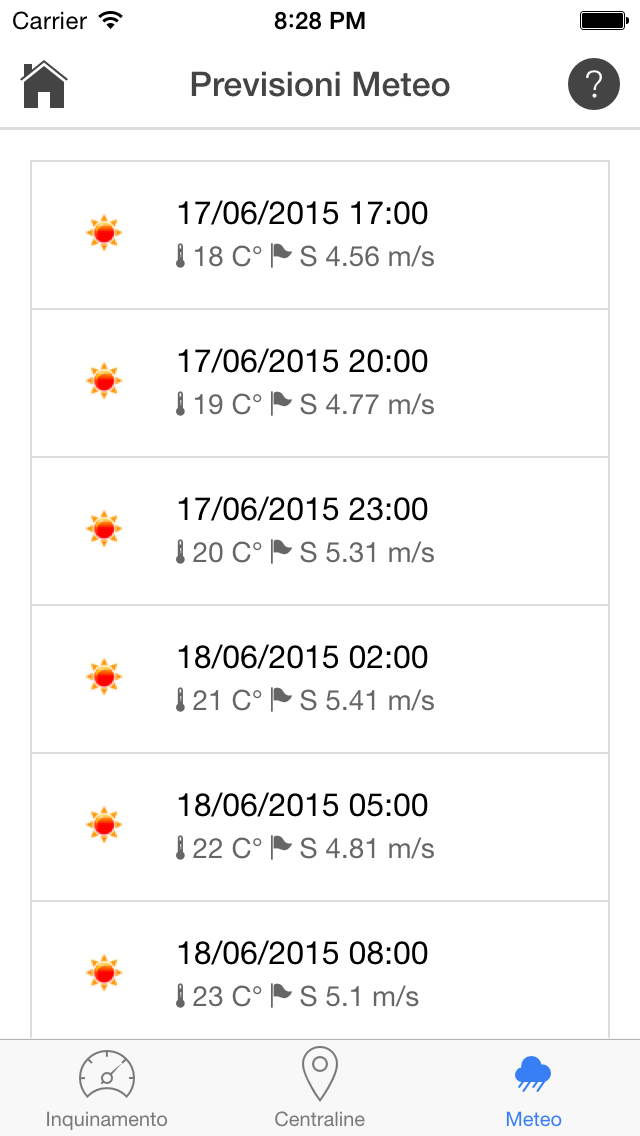 Carrier 8:28 PM
Previsioni Meteo ?
17/06/2015 17:00
18 C° S 4.56 m/s
17/06/2015 20:00
19 C° S 4.77 m/s
17/06/2015 23:00
20 C° S 5.31 m/s
18/06/2015 02:00
21 C° S 5.41 m/s
18/06/2015 05:00
22 C° S 4.81 m/s
18/06/2015 08:00
23 C° S 5.1 m/s
Inquinamento Centraline Meteo